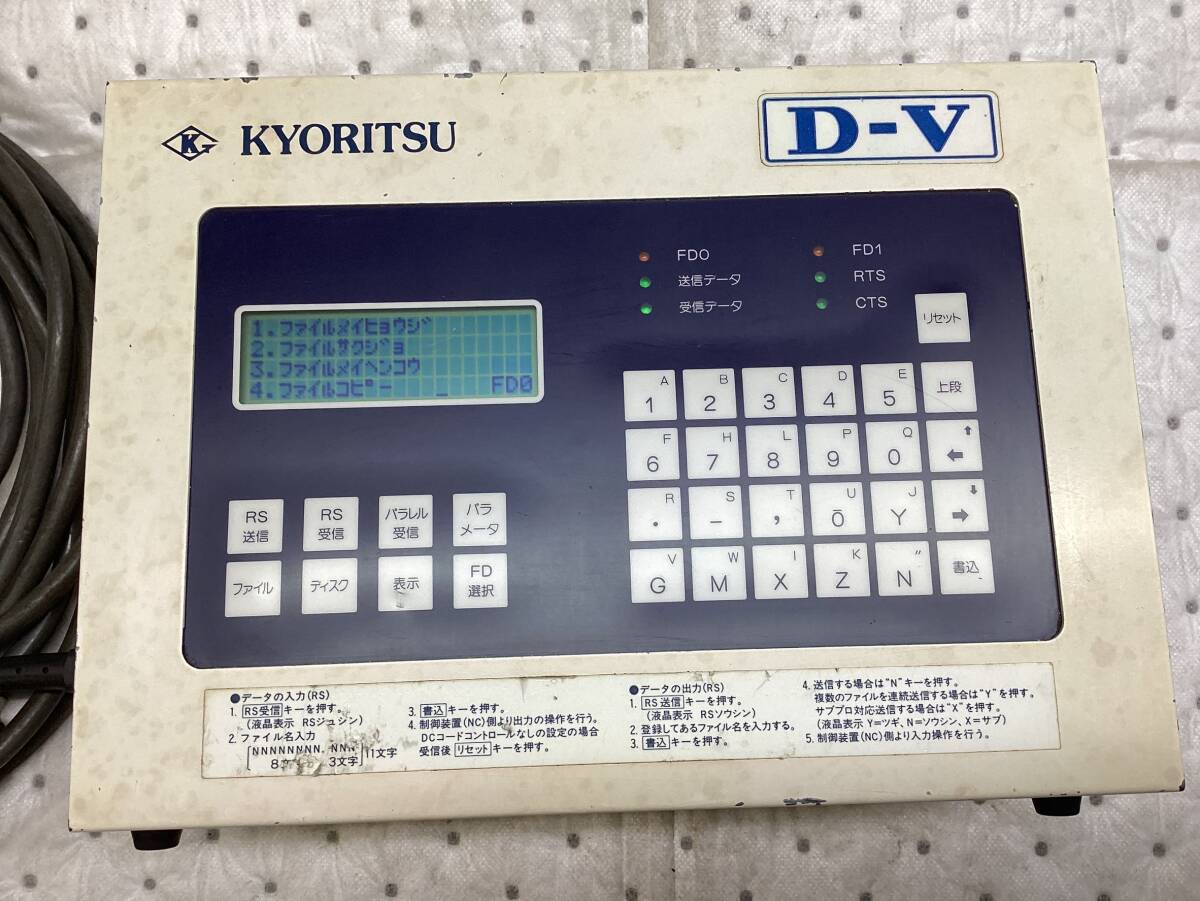 KYORITSU
D-V
FD0
FD1
送信データ
RTS
受信データ
CTS
リセット
1.ファイルメイヒョウジ
2.ファイルサクジョ
3.ファイルメイヘンコウ
4.ファイルコピー _ FD0
A 1
B 2
C 3
D 4
E 5
上段
F 6
H 7
L 8
P 9
Q 0
⬆ ⬅
R .
S −
T ,
U Ō
J Y
⬇ ➡
V G
W M
I X
K Z
" N
書込
RS
送信
RS
受信
パラレル
受信
パラ
メータ
ファイル
ディスク
表示
FD
選択
●データの入力(RS)
1. RS受信 キーを押す。
(液晶表示 RSジュシン)
2. ファイル名入力
NNNNNNNN. NNN 11文字
8文 3文字
3. 書込 キーを押す。
4. 制御装置(NC)側より出力の操作を行う。
DCコードコントロールなしの設定の場合
受信後 リセット キーを押す。
●データの出力(RS)
1. RS送信 キーを押す。
(液晶表示 RSソウシン)
2. 登録してあるファイル名を入力する。
3. 書込 キーを押す。
4. 送信する場合は"N"キーを押す。
複数のファイルを連続送信する場合は"Y"を押す。
サブプロ対応送信する場合は"X"を押す。
(液晶表示 Y=ツギ、N=ソウシン、X=サブ)
5. 制御装置(NC)側より入力操作を行う。